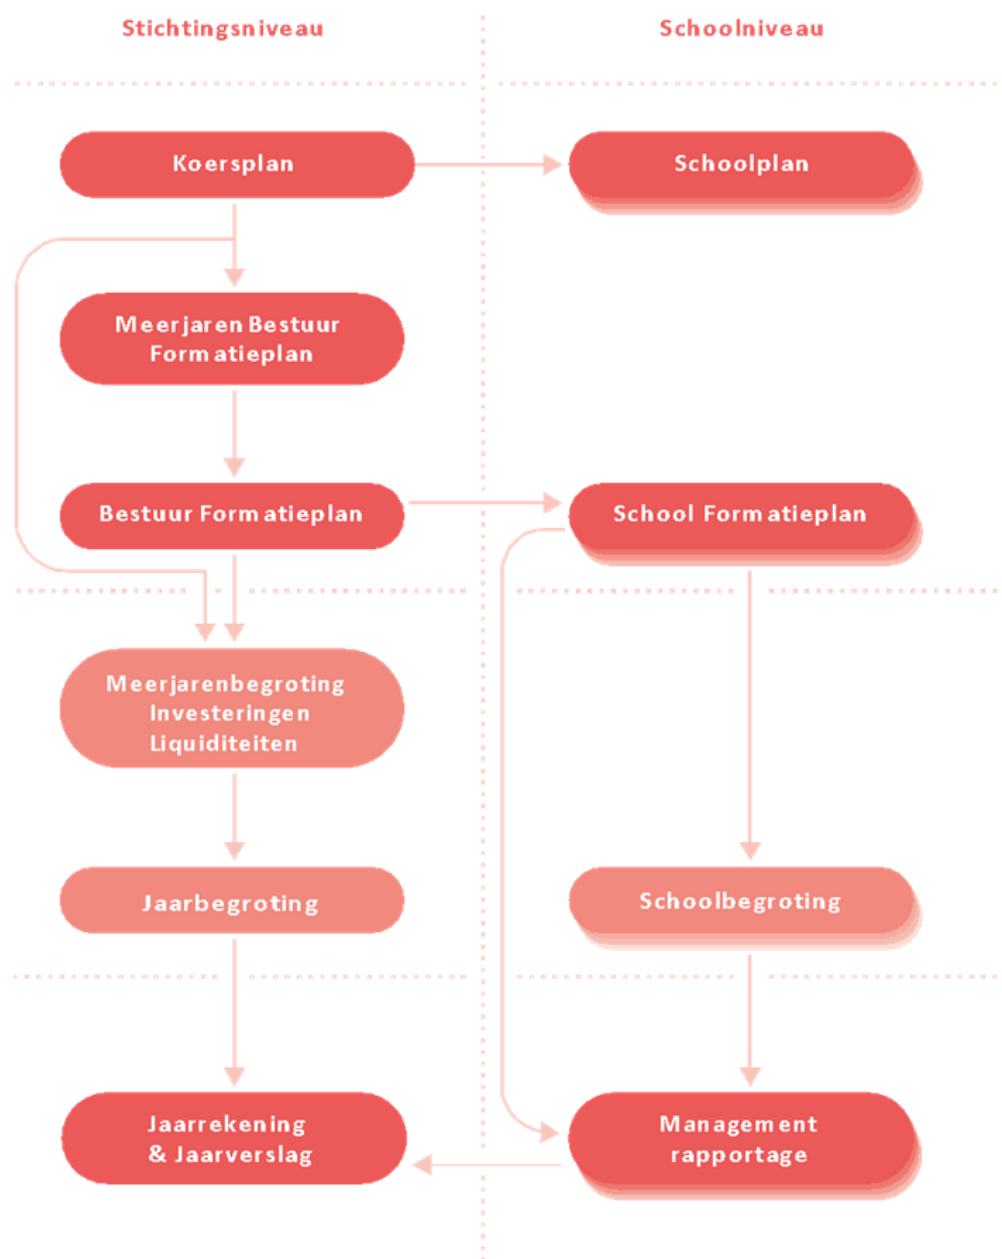 Stichtingsniveau
Schoolniveau
Koersplan
Schoolplan
Meerjaren Bestuur
Formatieplan
Bestuur Formatieplan
School Formatieplan
Meerjarenbegroting
Investeringen
Liquiditeiten
Jaarbegroting
Schoolbegroting
Jaarrekening
& Jaarverslag
Management
rapportage